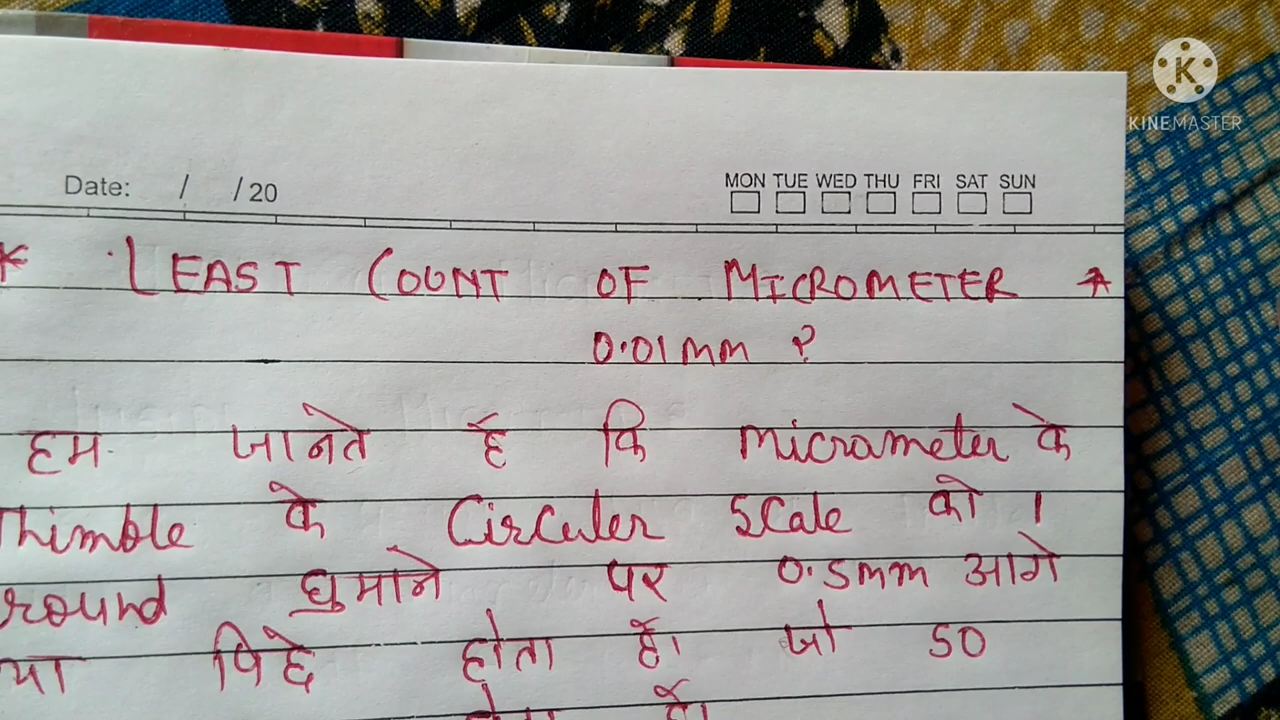 Date: / /20
MON TUE WED THU FRI SAT SUN
K
KINEMASTER
* LEAST COUNT OF MICROMETER *
0.01mm ?
हम जानते है कि micrameter के
Thimble के Circuler Scale को 1
round घुमाने पर 0.5mm आगे
या पिछे होता हैं। जो 50
होता हैं।